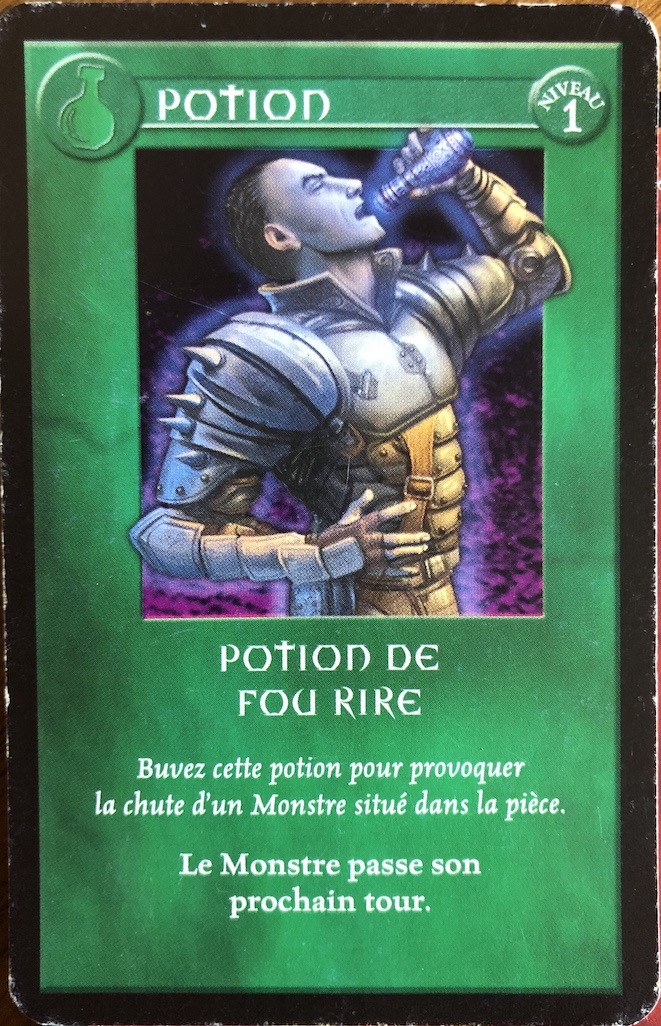 POTION
NIVEAU
1
POTION DE
FOU RIRE
Buvez cette potion pour provoquer
la chute d'un Monstre situé dans la pièce.
Le Monstre passe son
prochain tour.